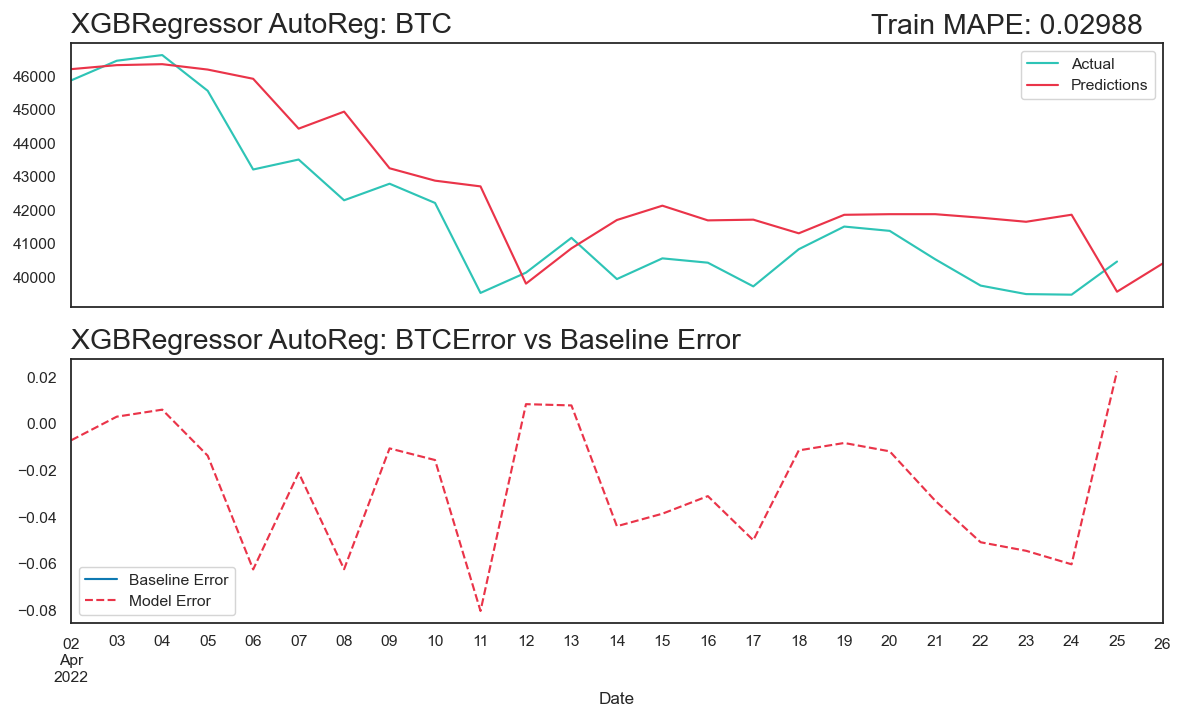 XGBRegressor AutoReg: BTC
Train MAPE: 0.02988
Actual
Predictions
46000
45000
44000
43000
42000
41000
40000
XGBRegressor AutoReg: BTCError vs Baseline Error
0.02
0.00
−0.02
−0.04
−0.06
−0.08
Baseline Error
Model Error
02 03 04 05 06 07 08 09 10 11 12 13 14 15 16 17 18 19 20 21 22 23 24 25 26
Apr
2022
Date